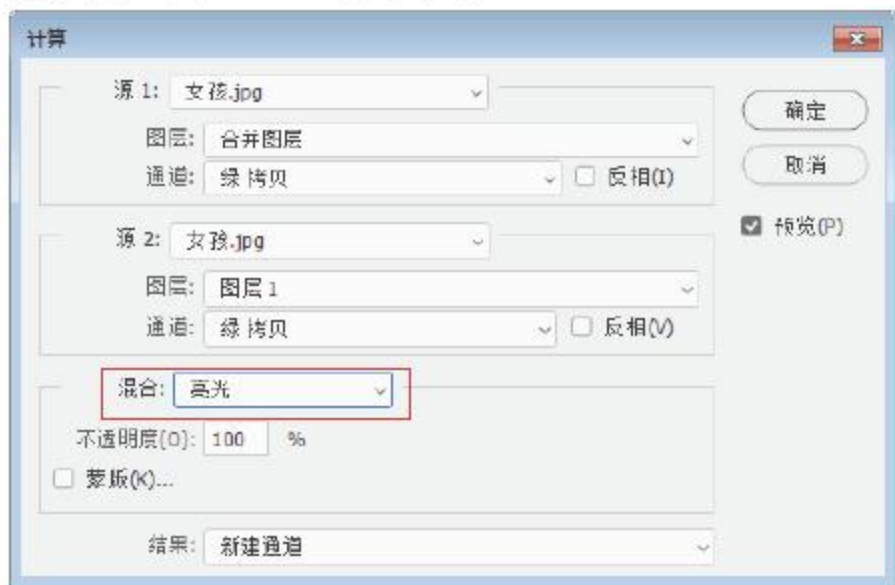 计算
源 1: 女孩.jpg
图层: 合并图层
通道: 绿 拷贝 反相(I)
确定
取消
预览(P)
源 2: 女孩.jpg
图层: 图层 1
通道: 绿 拷贝 反相(V)
混合: 亮光
不透明度(O): 100 %
蒙版(K)...
结果: 新建通道